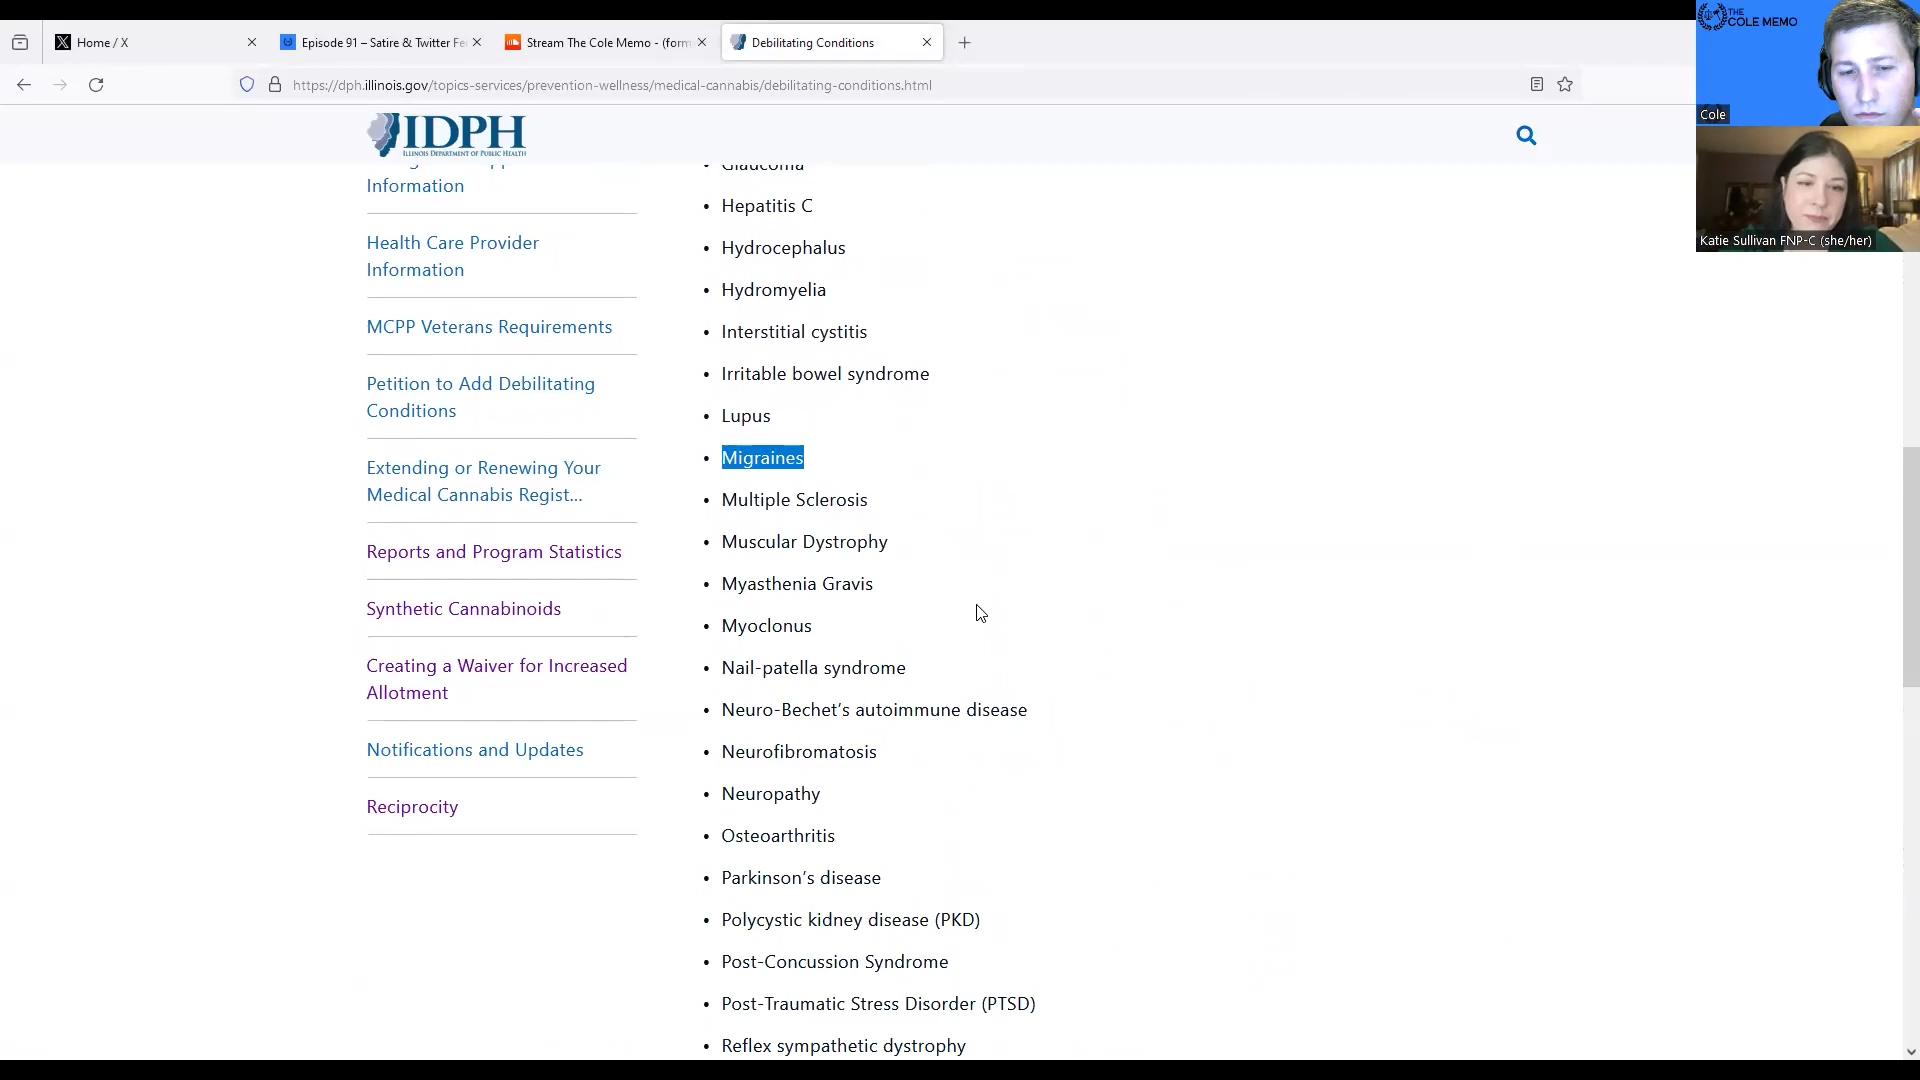 Home / X
Episode 91 – Satire & Twitter Fe
Stream The Cole Memo - (form
Debilitating Conditions
https://dph.illinois.gov/topics-services/prevention-wellness/medical-cannabis/debilitating-conditions.html
THE
COLE MEMO
Cole
Katie Sullivan FNP-C (she/her)
IDPH
ILLINOIS DEPARTMENT OF PUBLIC HEALTH
Information
Health Care Provider
Information
MCPP Veterans Requirements
Petition to Add Debilitating
Conditions
Extending or Renewing Your
Medical Cannabis Regist...
Reports and Program Statistics
Synthetic Cannabinoids
Creating a Waiver for Increased
Allotment
Notifications and Updates
Reciprocity
• Glaucoma
• Hepatitis C
• Hydrocephalus
• Hydromyelia
• Interstitial cystitis
• Irritable bowel syndrome
• Lupus
• Migraines
• Multiple Sclerosis
• Muscular Dystrophy
• Myasthenia Gravis
• Myoclonus
• Nail-patella syndrome
• Neuro-Bechet’s autoimmune disease
• Neurofibromatosis
• Neuropathy
• Osteoarthritis
• Parkinson’s disease
• Polycystic kidney disease (PKD)
• Post-Concussion Syndrome
• Post-Traumatic Stress Disorder (PTSD)
• Reflex sympathetic dystrophy